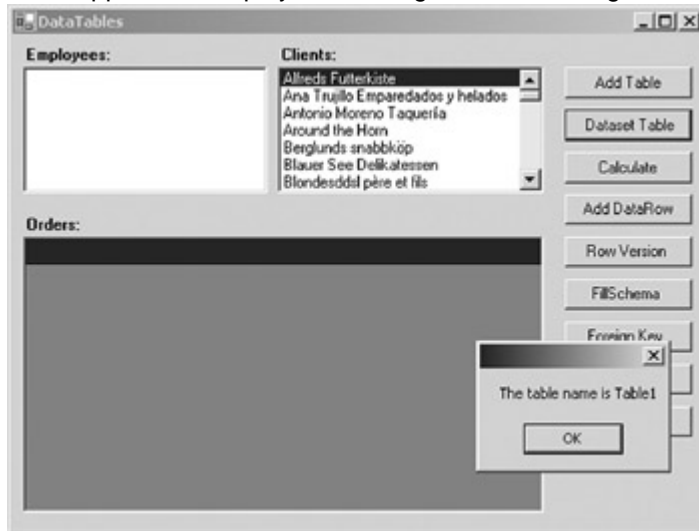 DataTables
Employees:
Clients:
Alfreds Futterkiste
Ana Trujillo Emparedados y helados
Antonio Moreno Taquería
Around the Horn
Berglunds snabbköp
Blauer See Delikatessen
Blondesddsl père et fils
Add Table
Dataset Table
Calculate
Add DataRow
Row Version
FillSchema
Foreign Key
Orders:
The table name is Table1
OK